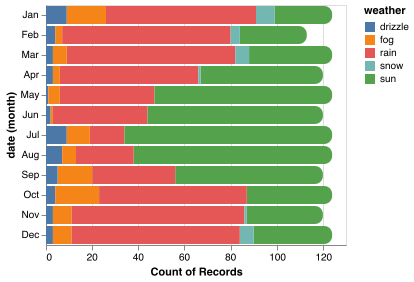 weather
drizzle
fog
rain
snow
sun
date (month)
Jan
Feb
Mar
Apr
May
Jun
Jul
Aug
Sep
Oct
Nov
Dec
0 20 40 60 80 100 120
Count of Records